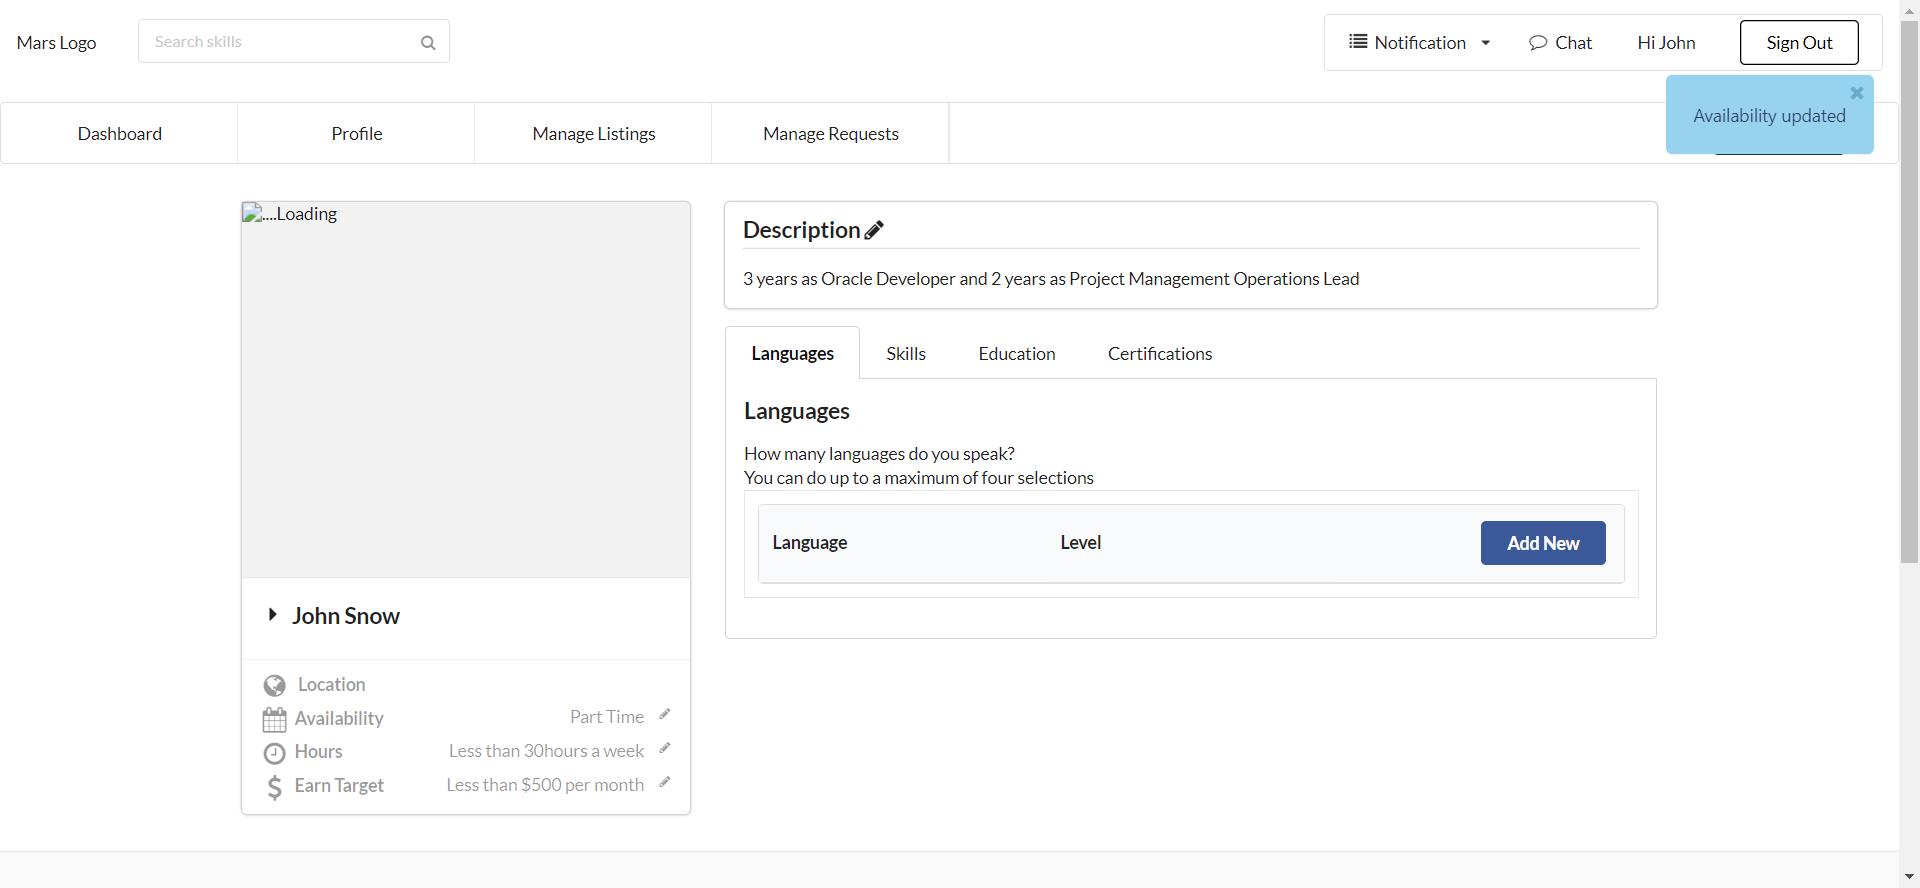 Mars Logo
Search skills
Notification
Chat
Hi John
Sign Out
Availability updated
Dashboard
Profile
Manage Listings
Manage Requests
....Loading
John Snow
Location
Availability
Part Time
Hours
Less than 30hours a week
Earn Target
Less than $500 per month
Description
3 years as Oracle Developer and 2 years as Project Management Operations Lead
Languages
Skills
Education
Certifications
Languages
How many languages do you speak?
You can do up to a maximum of four selections
Language
Level
Add New